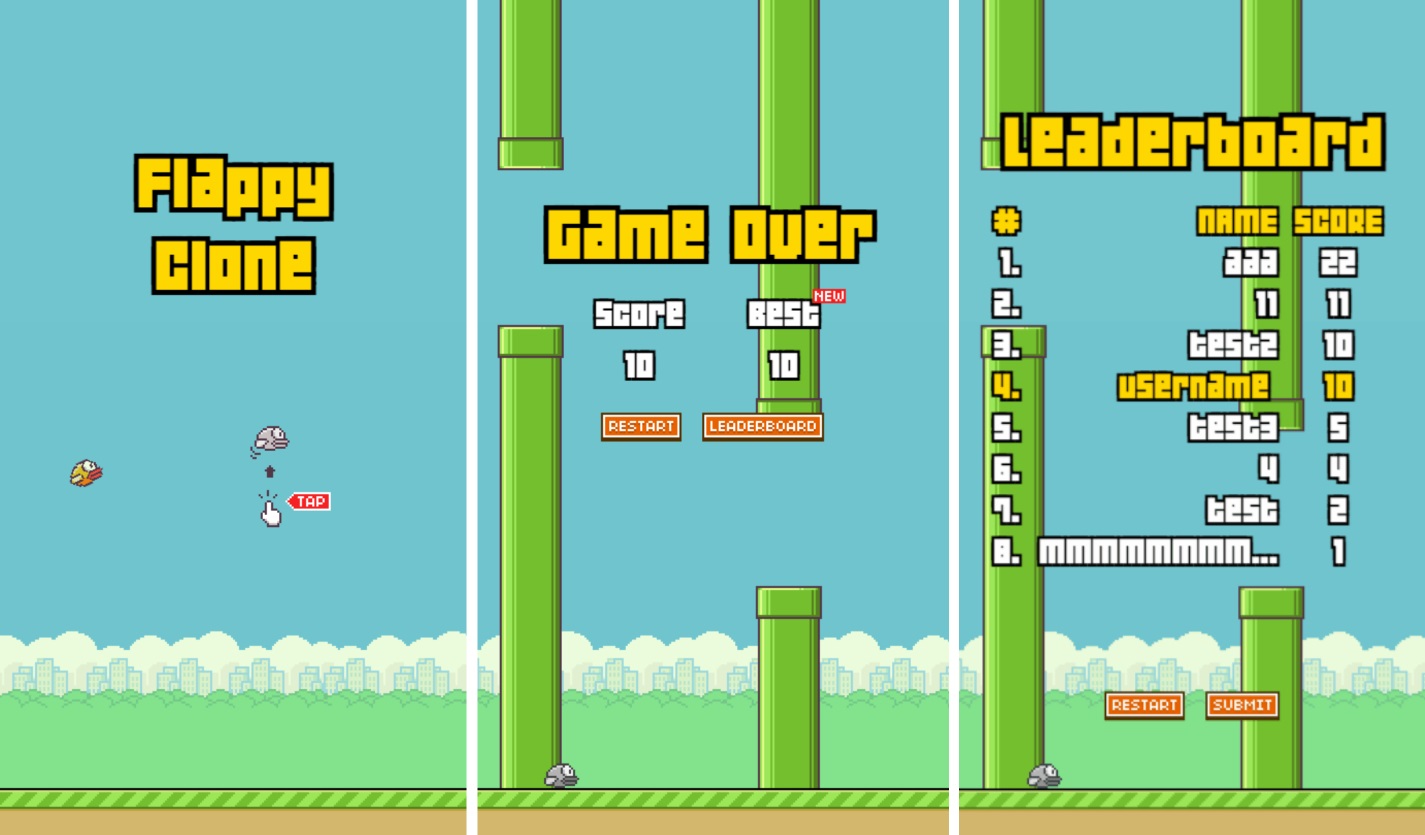 Flappy
Clone
TAP
Game Over
Score Best NEW
10 10
RESTART LEADERBOARD
Leaderboard
# NAME SCORE
1. aaa 22
2. 11 11
3. test2 10
4. username 10
5. test3 5
6. 4 4
7. test 2
8. mmmmmmmm... 1
RESTART SUBMIT